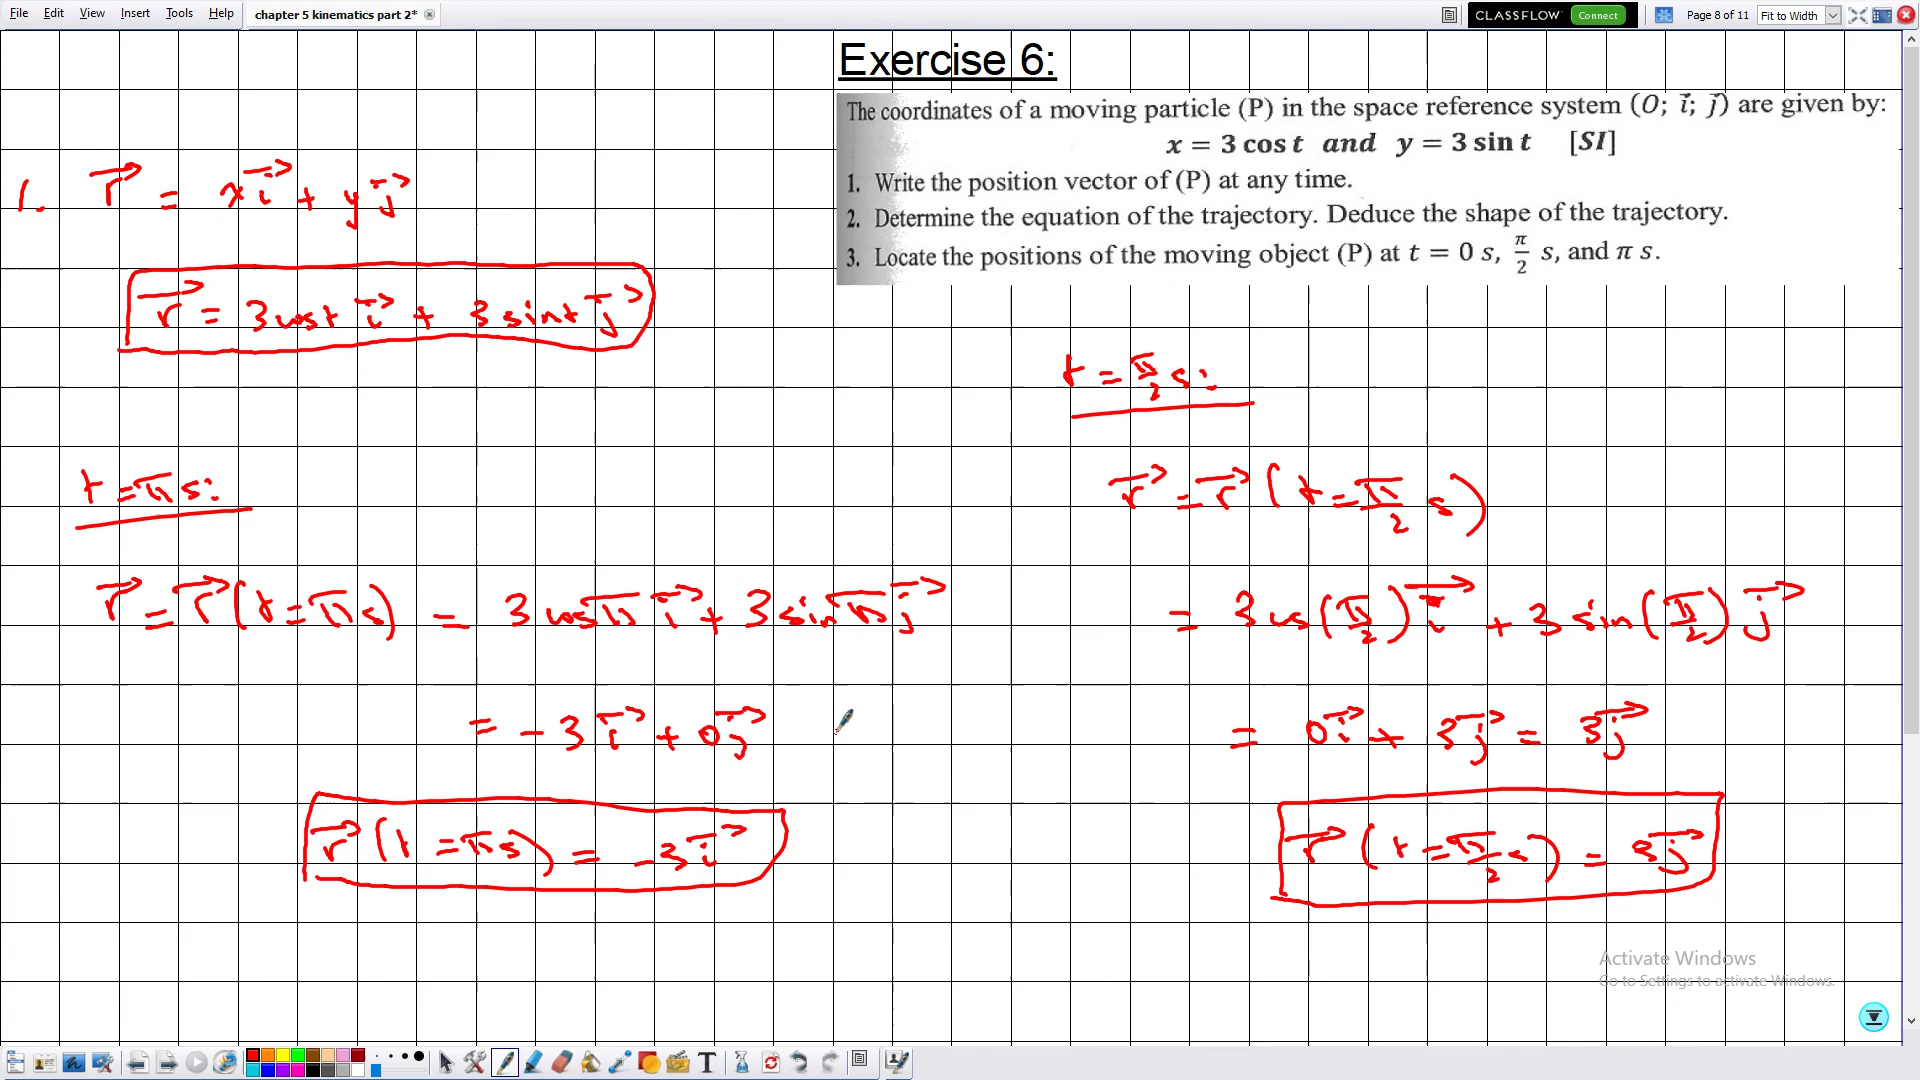 File Edit View Insert Tools Help chapter 5 kinematics part 2* CLASSFLOW Connect Page 8 of 11 Fit to Width
Exercise 6:
The coordinates of a moving particle (P) in the space reference system (O; i⃗; j⃗) are given by:
x = 3 cos t and y = 3 sin t [SI]
1. Write the position vector of (P) at any time.
2. Determine the equation of the trajectory. Deduce the shape of the trajectory.
3. Locate the positions of the moving object (P) at t = 0 s, π/2 s, and π s.
1. r⃗ = x i⃗ + y j⃗
r⃗ = 3 cost i⃗ + 3 sint j⃗
t = π s:
r⃗ = r⃗ (t = π s) = 3 cos π i⃗ + 3 sin π j⃗
= -3 i⃗ + 0 j⃗
r⃗ (t = π s) = -3 i⃗
t = π/2 s:
r⃗ = r⃗ (t = π/2 s)
= 3 cos (π/2) i⃗ + 3 sin (π/2) j⃗
= 0 i⃗ + 3 j⃗ = 3 j⃗
r⃗ (t = π/2 s) = 3 j⃗
Activate Windows
Go to Settings to activate Windows.
T